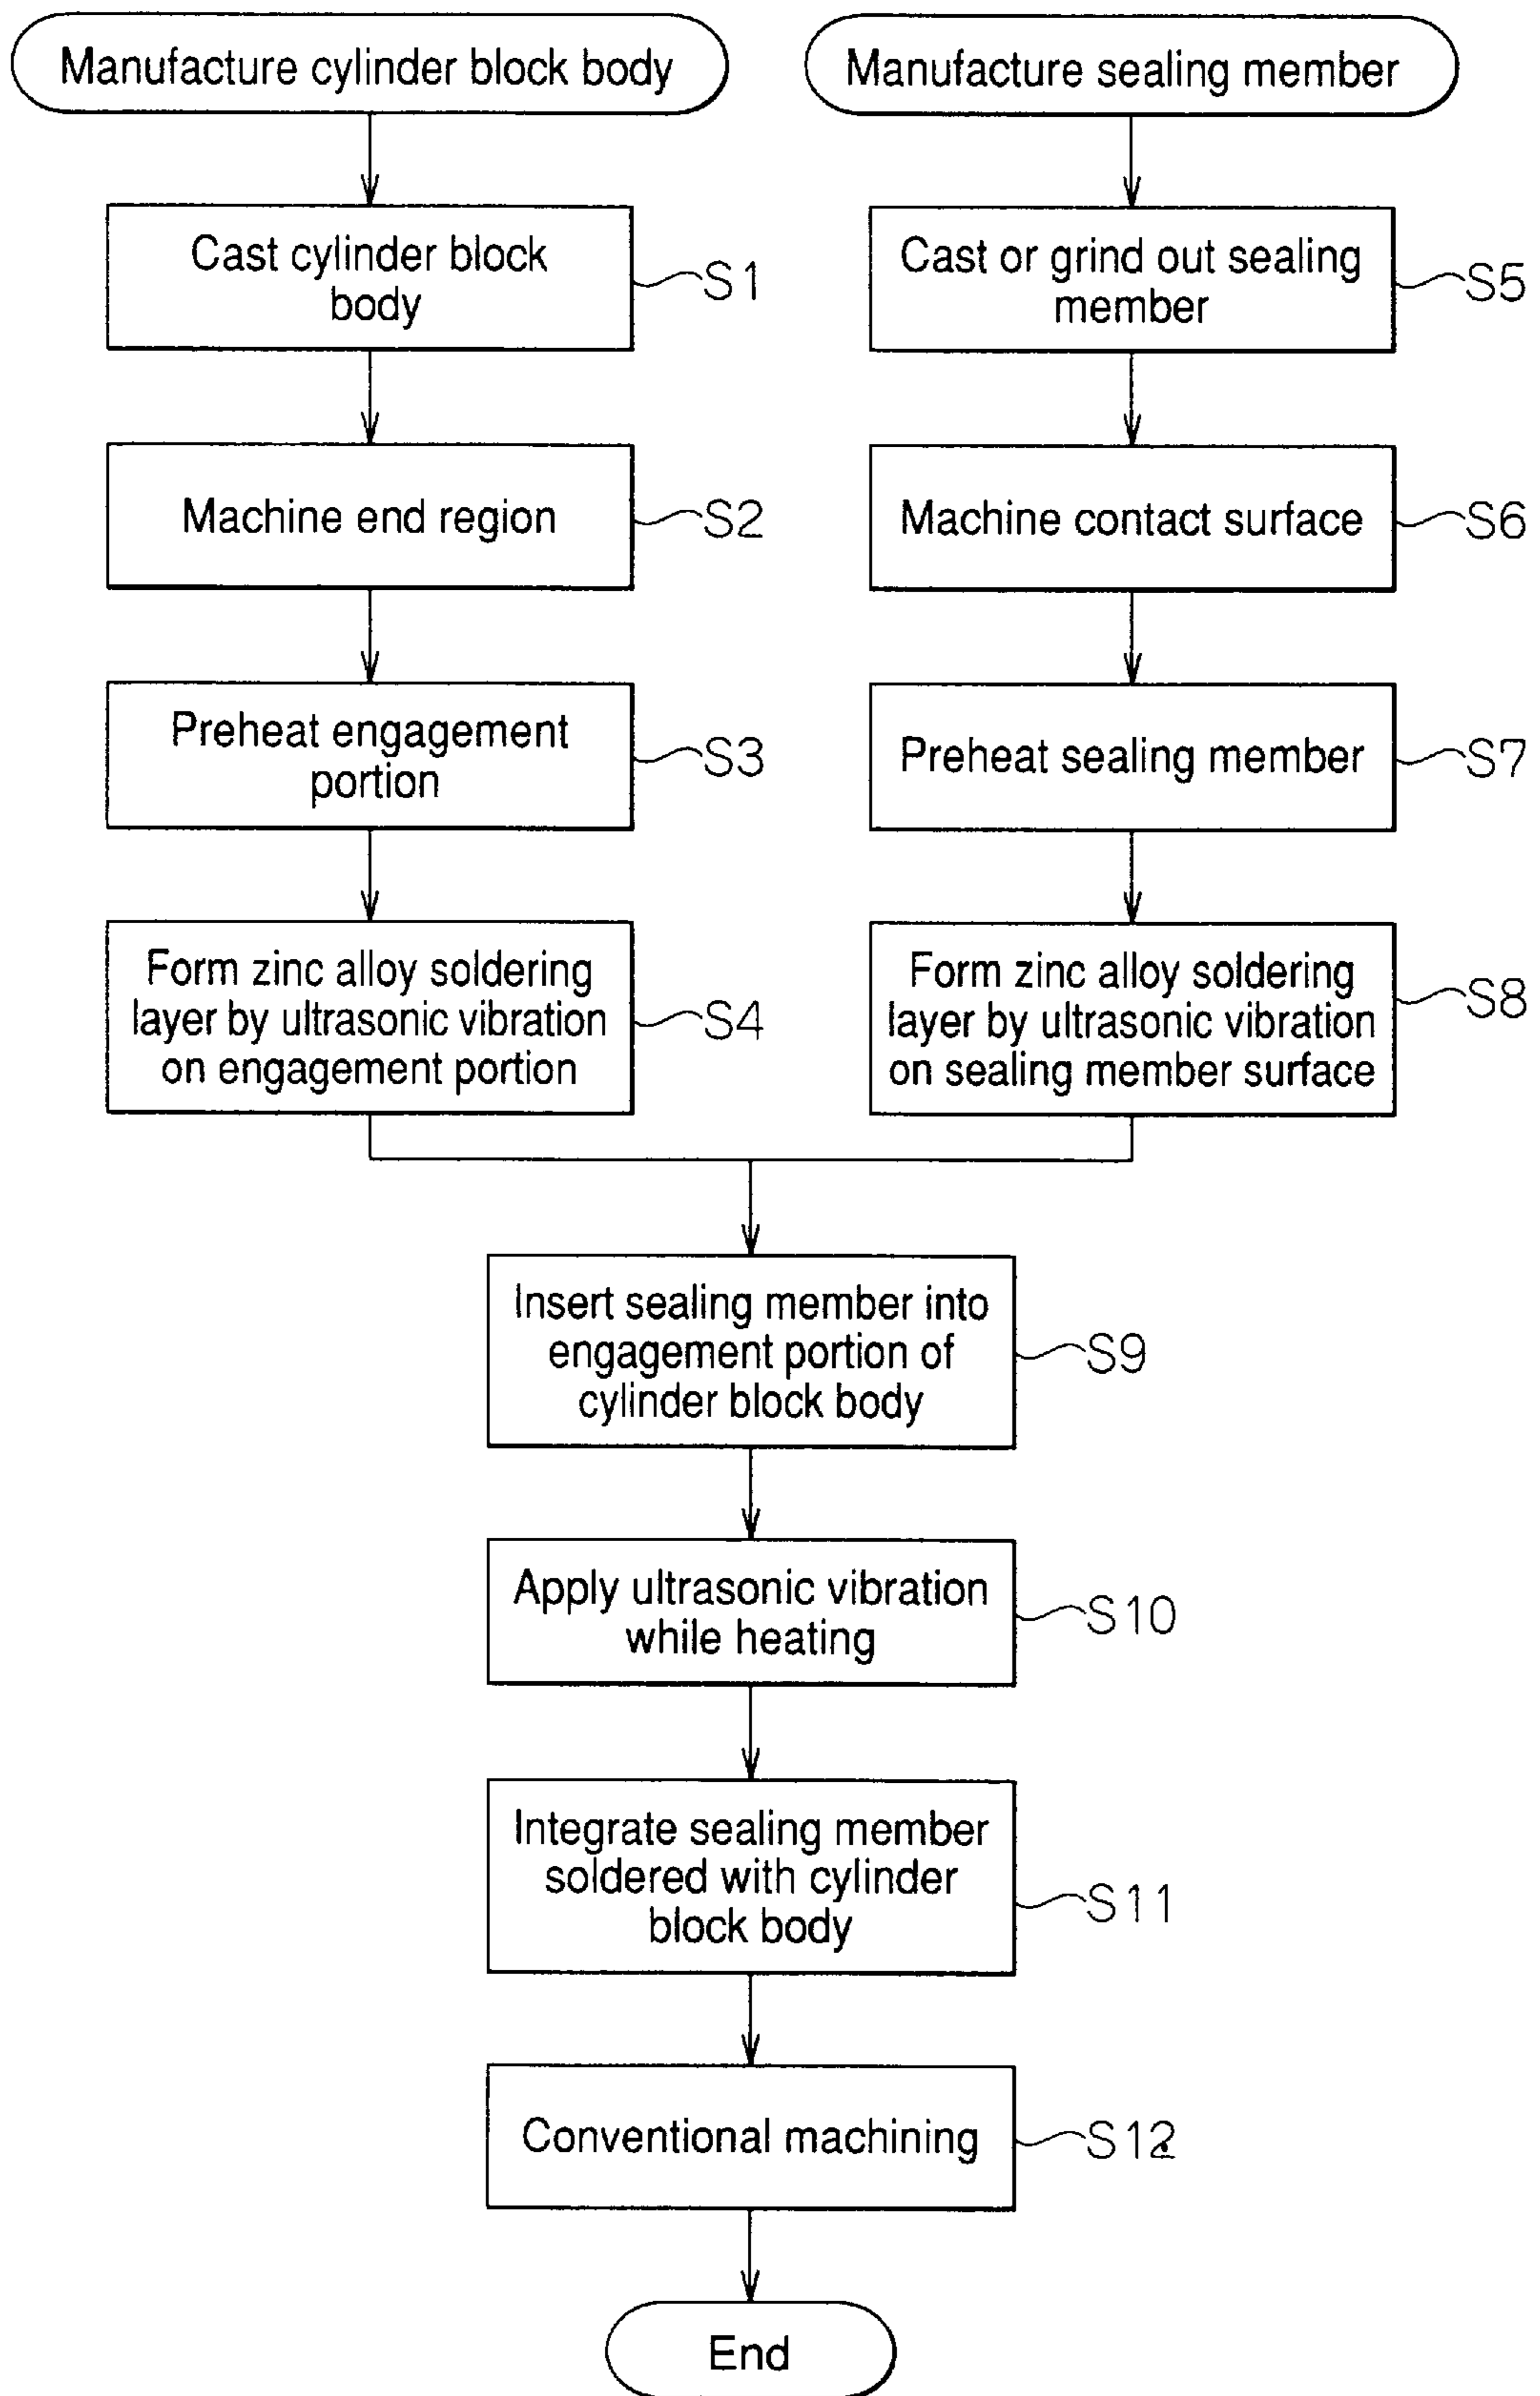 Manufacture cylinder block body
Cast cylinder block
body
S1
Machine end region
S2
Preheat engagement
portion
S3
Form zinc alloy soldering
layer by ultrasonic vibration
on engagement portion
S4
Manufacture sealing member
Cast or grind out sealing
member
S5
Machine contact surface
S6
Preheat sealing member
S7
Form zinc alloy soldering
layer by ultrasonic vibration
on sealing member surface
S8
Insert sealing member into
engagement portion of
cylinder block body
S9
Apply ultrasonic vibration
while heating
S10
Integrate sealing member
soldered with cylinder
block body
S11
Conventional machining
S12
End